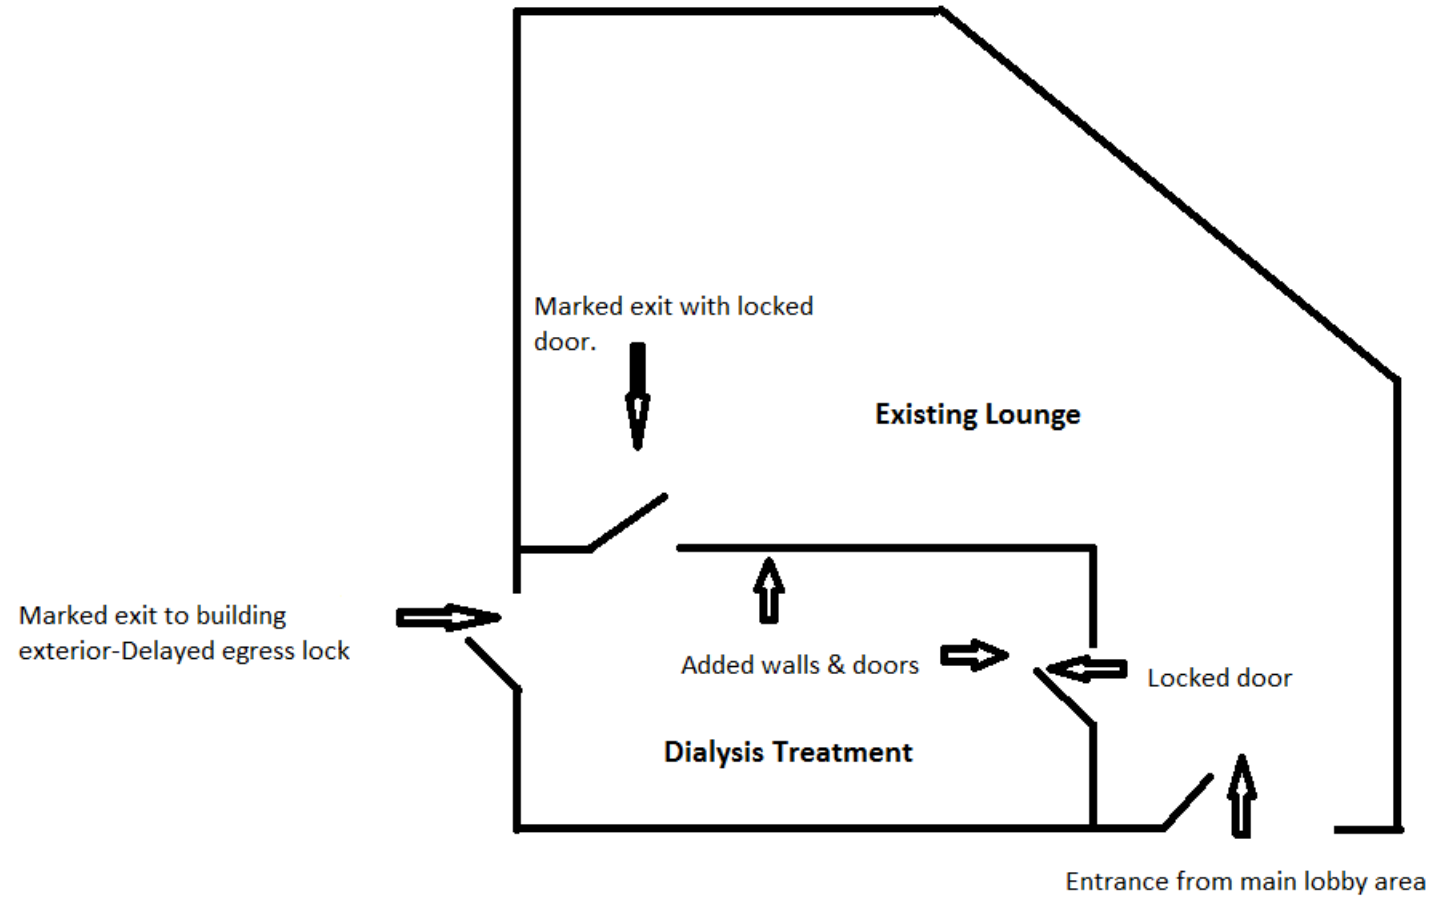 Marked exit with locked
door.
Existing Lounge
Marked exit to building
exterior-Delayed egress lock
Added walls & doors
Locked door
Dialysis Treatment
Entrance from main lobby area